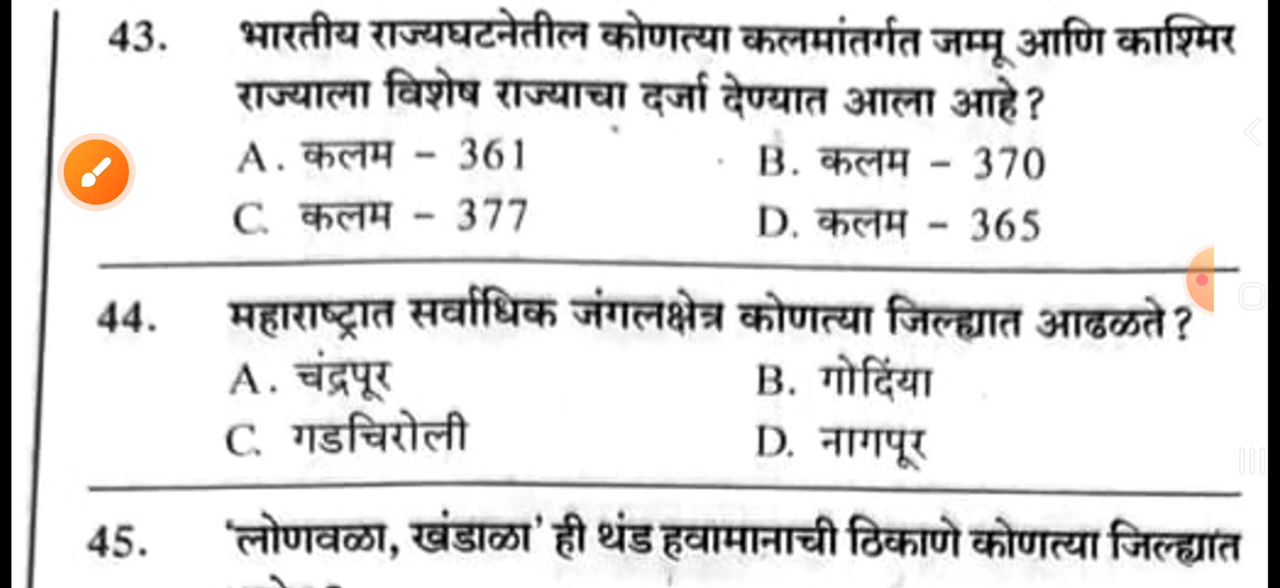 43. भारतीय राज्यघटनेतील कोणत्या कलमांतर्गत जम्मू आणि काश्मिर
राज्याला विशेष राज्याचा दर्जा देण्यात आला आहे?
A. कलम - 361 B. कलम - 370
C. कलम - 377 D. कलम - 365
44. महाराष्ट्रात सर्वाधिक जंगलक्षेत्र कोणत्या जिल्ह्यात आढळते?
A. चंद्रपूर B. गोदिंया
C. गडचिरोली D. नागपूर
45. 'लोणवळा, खंडाळा' ही थंड हवामानाची ठिकाणे कोणत्या जिल्ह्यात